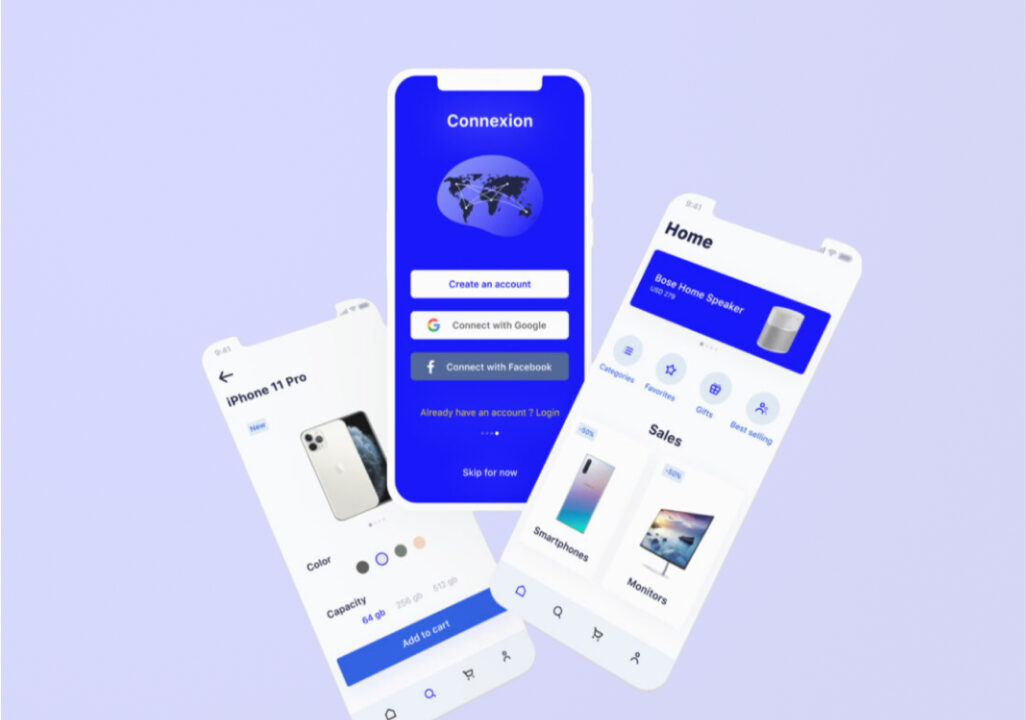 Connexion
Create an account
Connect with Google
Connect with Facebook
Already have an account ? Login
Skip for now
9:41
iPhone 11 Pro
New
Color
Capacity
64 gb 256 gb 512 gb
Add to cart
9:41
Home
Bose Home Speaker
USD 279
Categories
Favorites
Gifts
Best selling
Sales
-50%
Smartphones
-50%
Monitors